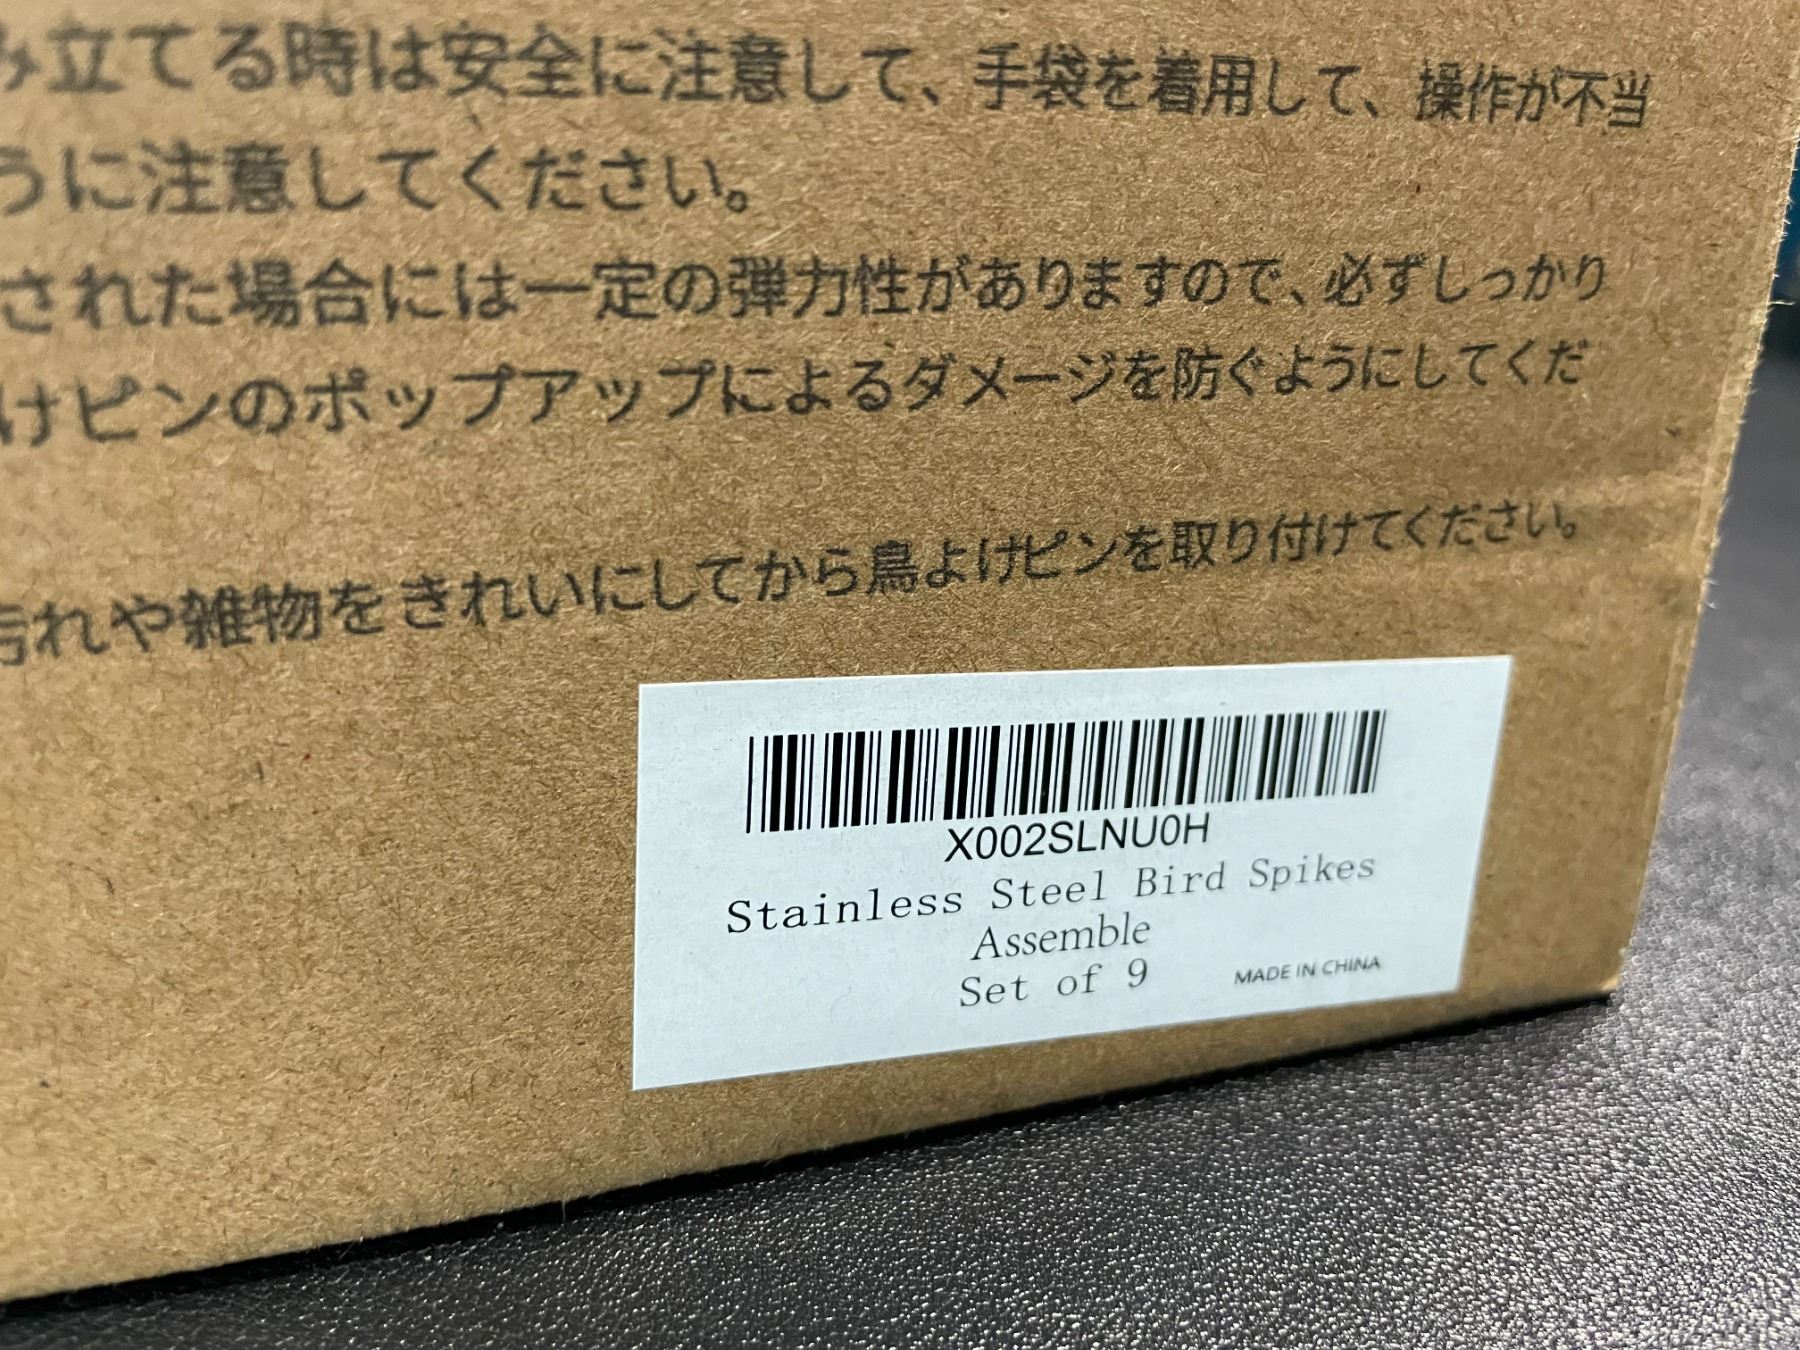 み立てる時は安全に注意して、手袋を着用して、操作が不当
うに注意してください。
された場合には一定の弾力性がありますので、必ずしっかり
けピンのポップアップによるダメージを防ぐようにしてくだ
汚れや雑物をきれいにしてから鳥よけピンを取り付けてください。
X002SLNU0H
Stainless Steel Bird Spikes
Assemble
Set of 9
MADE IN CHINA